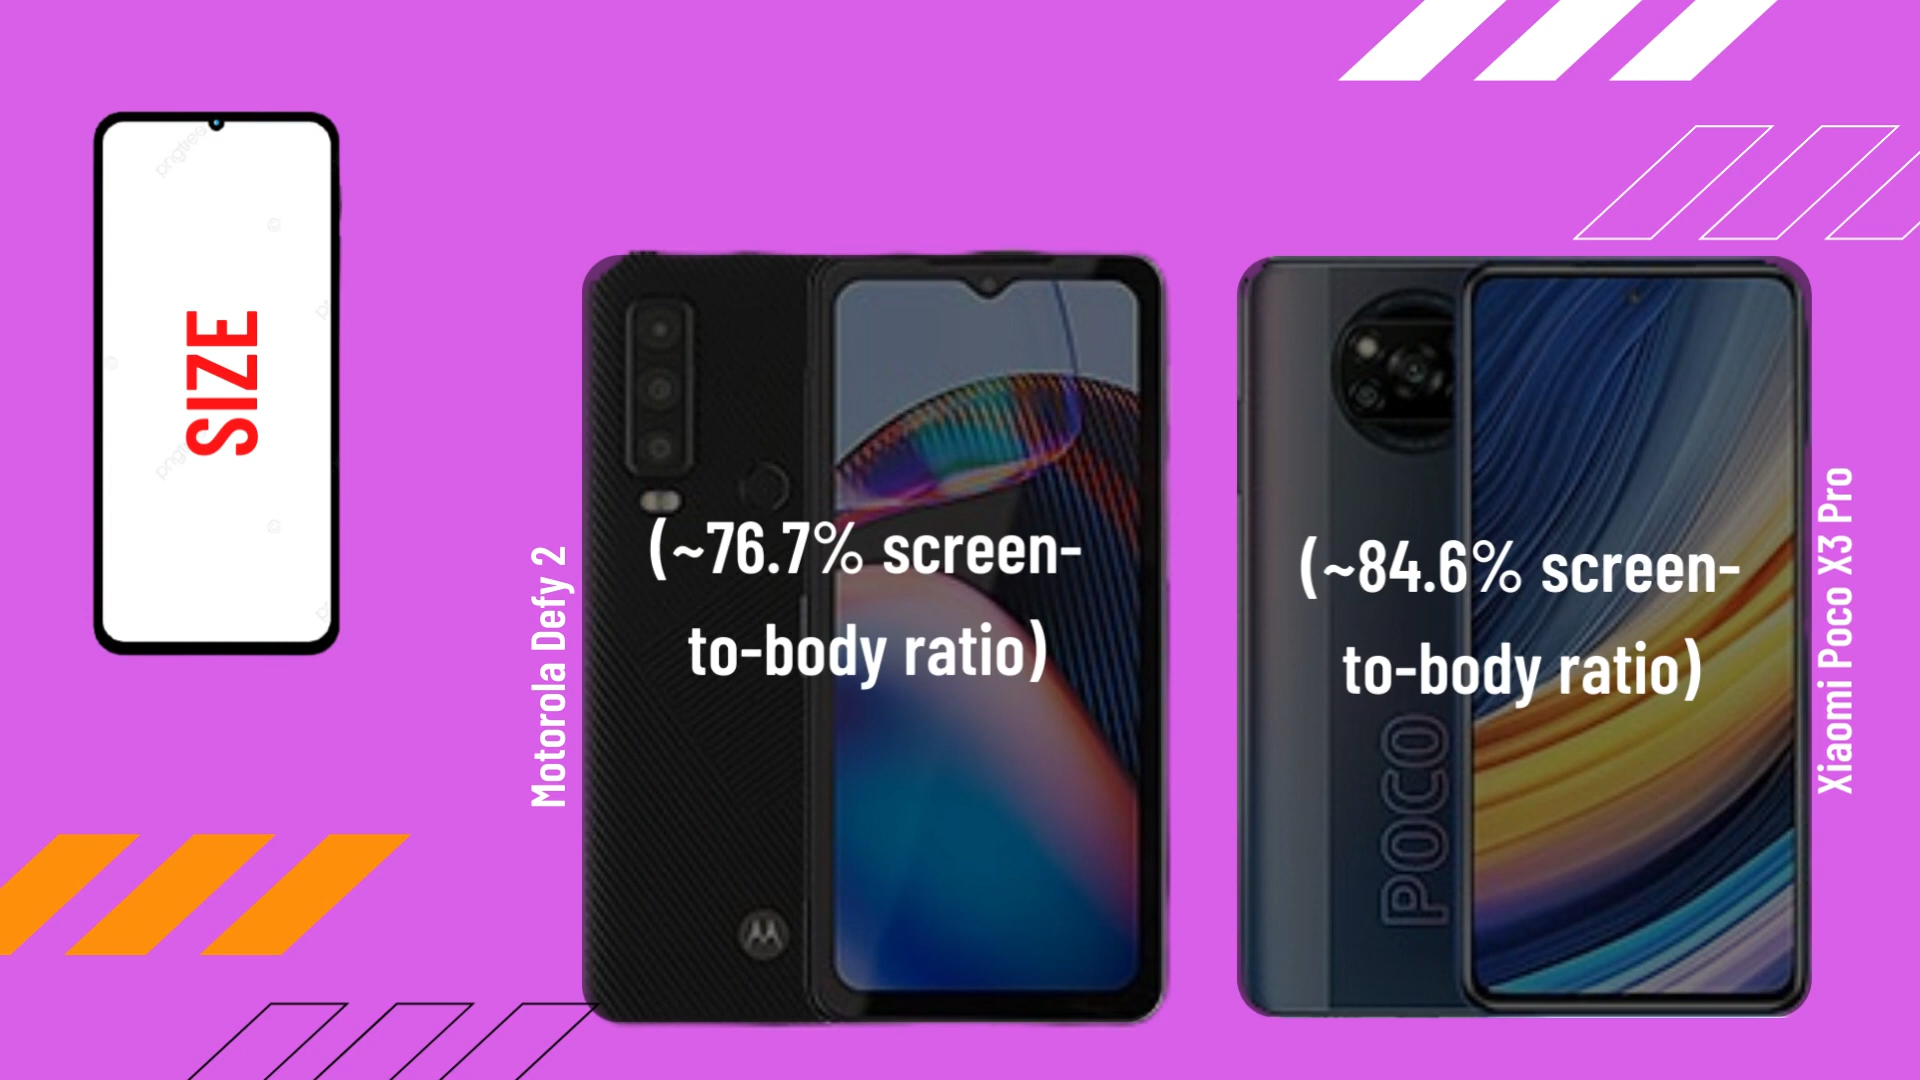 SIZE
Motorola Defy 2
(~76.7% screen-
to-body ratio)
(~84.6% screen-
to-body ratio)
Xiaomi Poco X3 Pro
POCO
pngtree